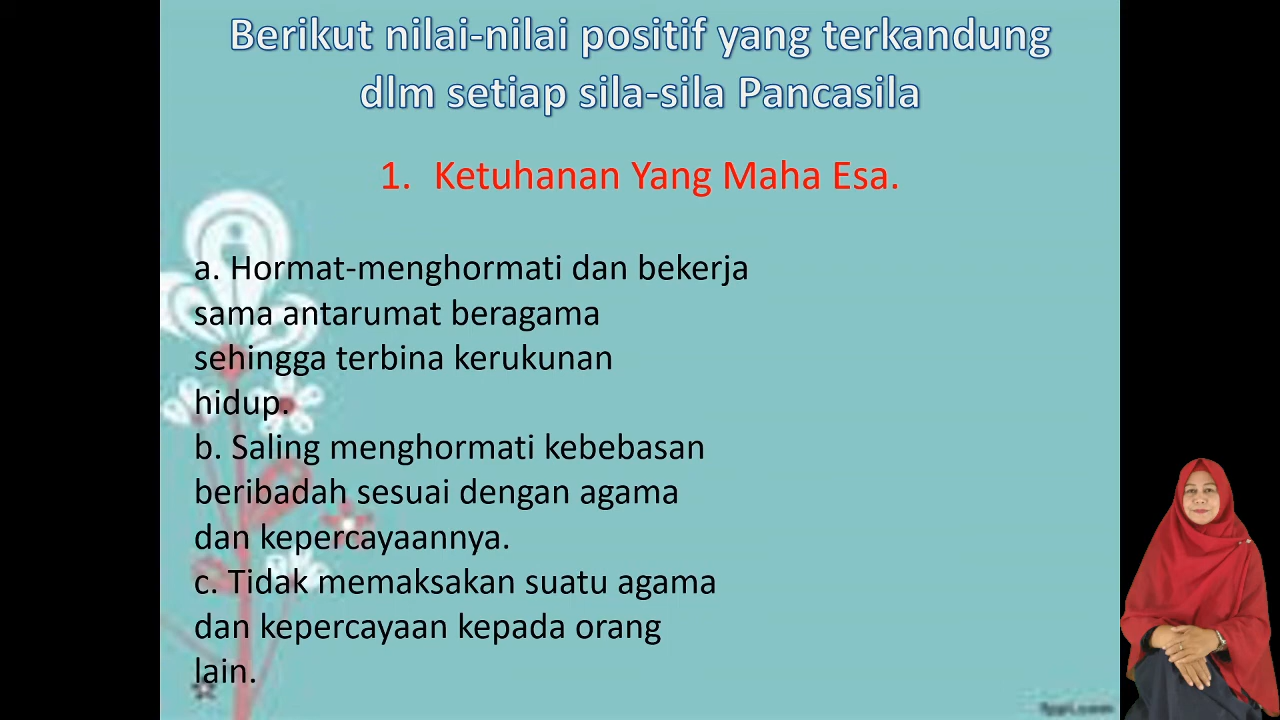 Berikut nilai-nilai positif yang terkandung
dlm setiap sila-sila Pancasila
1. Ketuhanan Yang Maha Esa.
a. Hormat-menghormati dan bekerja
sama antarumat beragama
sehingga terbina kerukunan
hidup.
b. Saling menghormati kebebasan
beribadah sesuai dengan agama
dan kepercayaannya.
c. Tidak memaksakan suatu agama
dan kepercayaan kepada orang
lain.